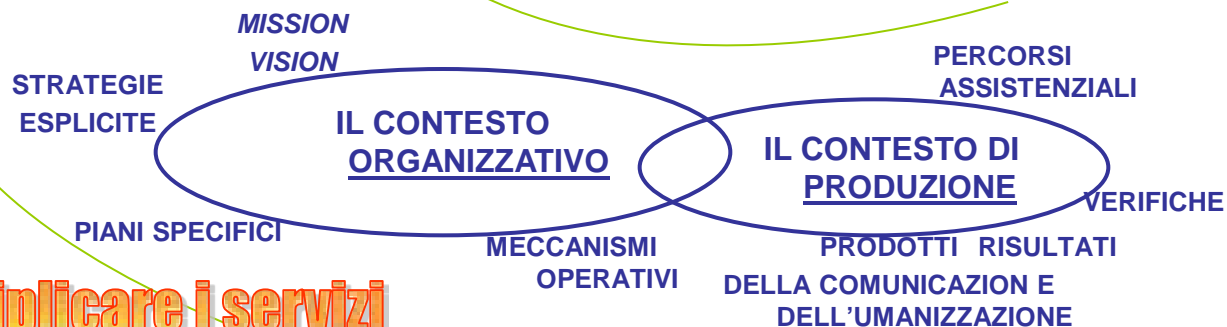 MISSION
VISION
STRATEGIE
ESPLICITE
IL CONTESTO
ORGANIZZATIVO
PIANI SPECIFICI
MECCANISMI
OPERATIVI
PERCORSI
ASSISTENZIALI
IL CONTESTO DI
PRODUZIONE
VERIFICHE
PRODOTTI RISULTATI
DELLA COMUNICAZION E
DELL'UMANIZZAZIONE
i servizi